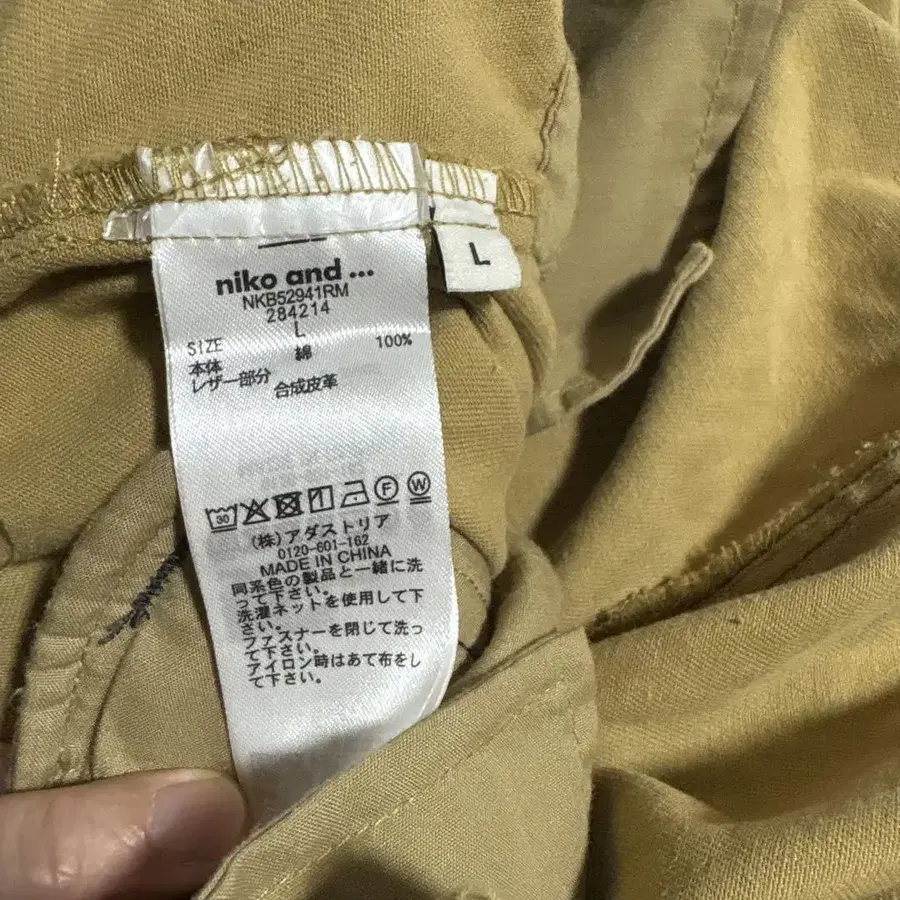 niko and ...
NKB52941RM
284214
SIZE L
本体 綿 100%
レザー部分 合成皮革
L
30 F W
(株)アダストリア
0120-601-162
MADE IN CHINA
同系色の製品と一緒に洗
って下さい。
洗濯ネットを使用して下
さい。
ファスナーを閉じて洗っ
て下さい。
アイロン時はあて布をし
て下さい。